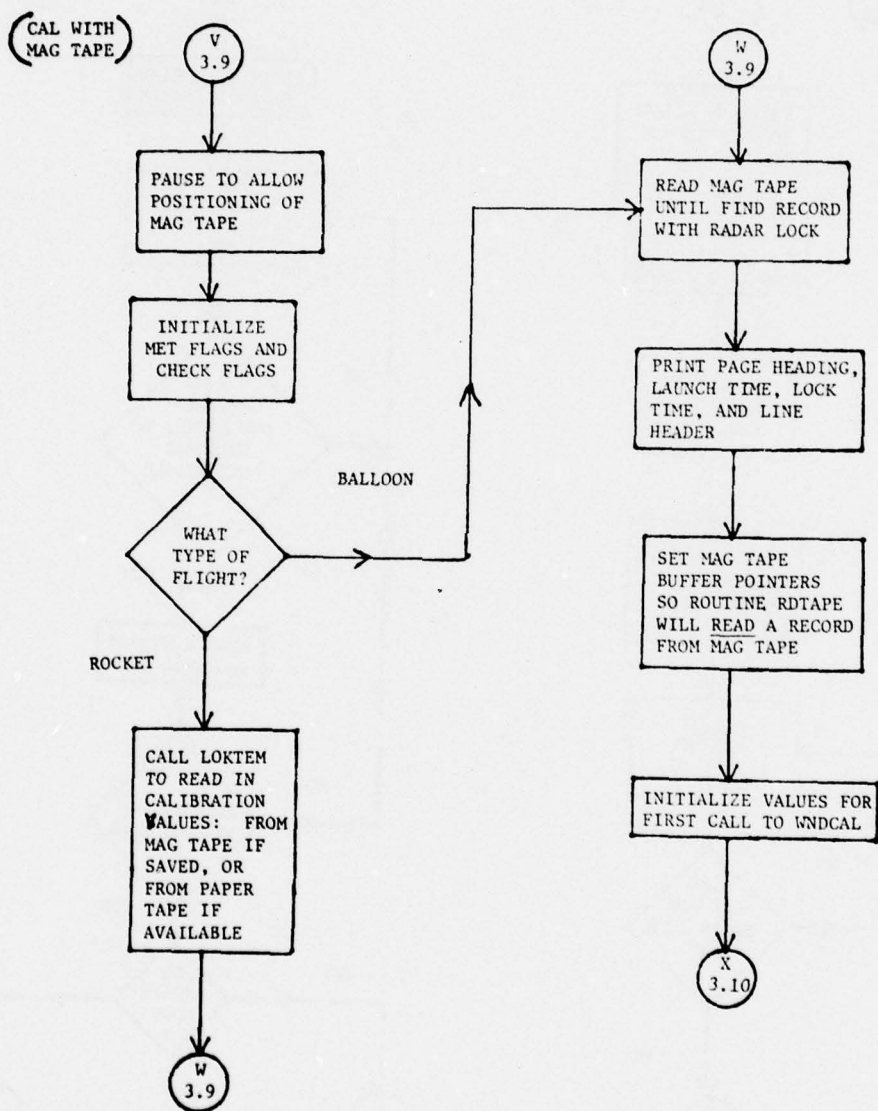 (CAL WITH
MAG TAPE)
V
3.9
PAUSE TO ALLOW
POSITIONING OF
MAG TAPE
INITIALIZE
MET FLAGS AND
CHECK FLAGS
WHAT
TYPE OF
FLIGHT?
BALLOON
ROCKET
CALL LOKTEM
TO READ IN
CALIBRATION
VALUES: FROM
MAG TAPE IF
SAVED, OR
FROM PAPER
TAPE IF
AVAILABLE
W
3.9
W
3.9
READ MAG TAPE
UNTIL FIND RECORD
WITH RADAR LOCK
PRINT PAGE HEADING,
LAUNCH TIME, LOCK
TIME, AND LINE
HEADER
SET MAG TAPE
BUFFER POINTERS
SO ROUTINE RDTAPE
WILL READ A RECORD
FROM MAG TAPE
INITIALIZE VALUES FOR
FIRST CALL TO WNDCAL
X
3.10